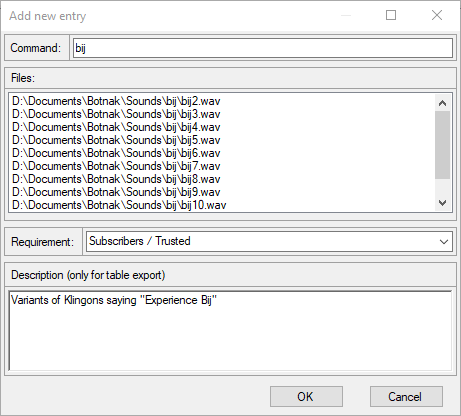 Add new entry
Command: bij
Files:
D:\Documents\Botnak\Sounds\bij\bij2.wav
D:\Documents\Botnak\Sounds\bij\bij3.wav
D:\Documents\Botnak\Sounds\bij\bij4.wav
D:\Documents\Botnak\Sounds\bij\bij5.wav
D:\Documents\Botnak\Sounds\bij\bij6.wav
D:\Documents\Botnak\Sounds\bij\bij7.wav
D:\Documents\Botnak\Sounds\bij\bij8.wav
D:\Documents\Botnak\Sounds\bij\bij9.wav
D:\Documents\Botnak\Sounds\bij\bij10.wav
Requirement: Subscribers / Trusted
Description (only for table export)
Variants of Klingons saying "Experience Bij"
OK Cancel